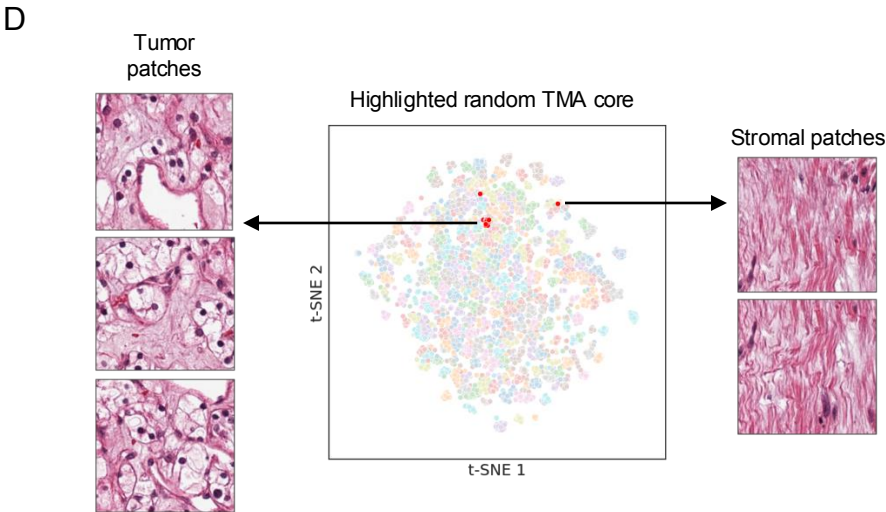 D
Tumor
patches
Highlighted random TMA core
Stromal patches
t-SNE 2
t-SNE 1